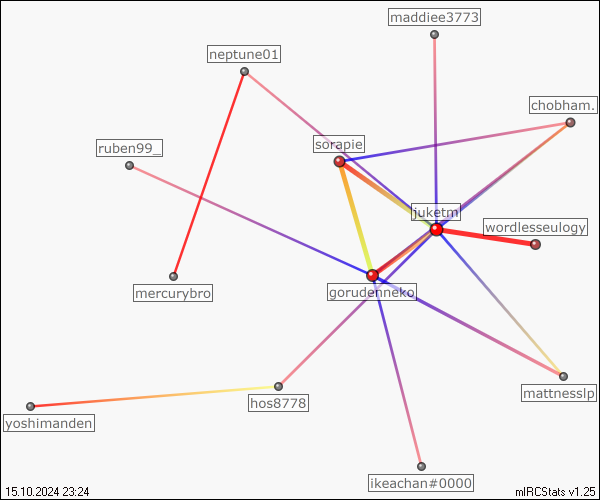 maddiee3773
neptune01
chobham.
sorapie
ruben99_
juketm
wordlesseulogy
gorudenneko
mercurybro
mattnesslp
hos8778
yoshimanden
ikeachan#0000
15.10.2024 23:24
mIRCStats v1.25